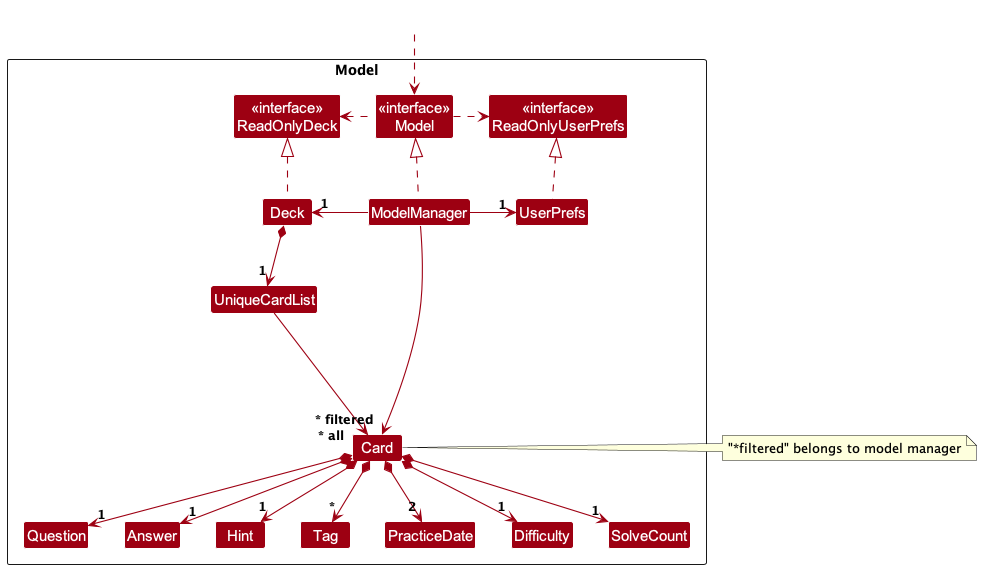 Model
«interface»
ReadOnlyDeck
«interface»
Model
«interface»
ReadOnlyUserPrefs
Deck
1
ModelManager
1
UserPrefs
1
UniqueCardList
* filtered
* all
Card
"*filtered" belongs to model manager
1
1
1
*
2
1
1
Question
Answer
Hint
Tag
PracticeDate
Difficulty
SolveCount